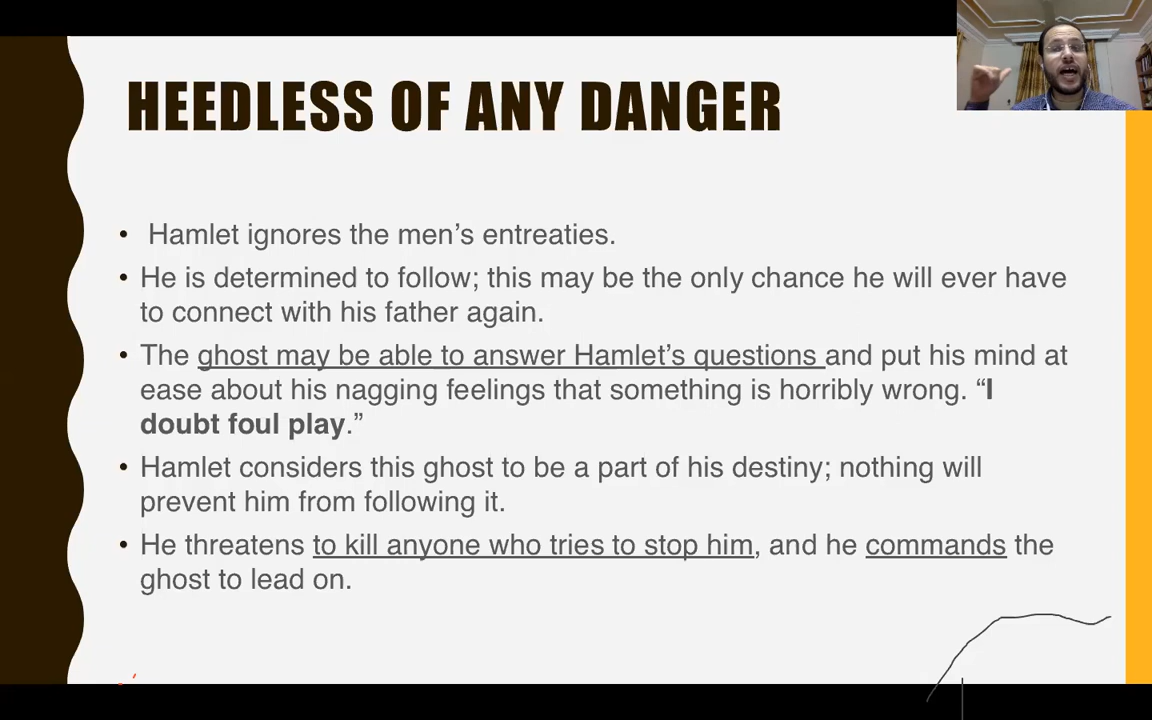 HEEDLESS OF ANY DANGER
• Hamlet ignores the men’s entreaties.
• He is determined to follow; this may be the only chance he will ever have
to connect with his father again.
• The ghost may be able to answer Hamlet’s questions and put his mind at
ease about his nagging feelings that something is horribly wrong. “I
doubt foul play.”
• Hamlet considers this ghost to be a part of his destiny; nothing will
prevent him from following it.
• He threatens to kill anyone who tries to stop him, and he commands the
ghost to lead on.